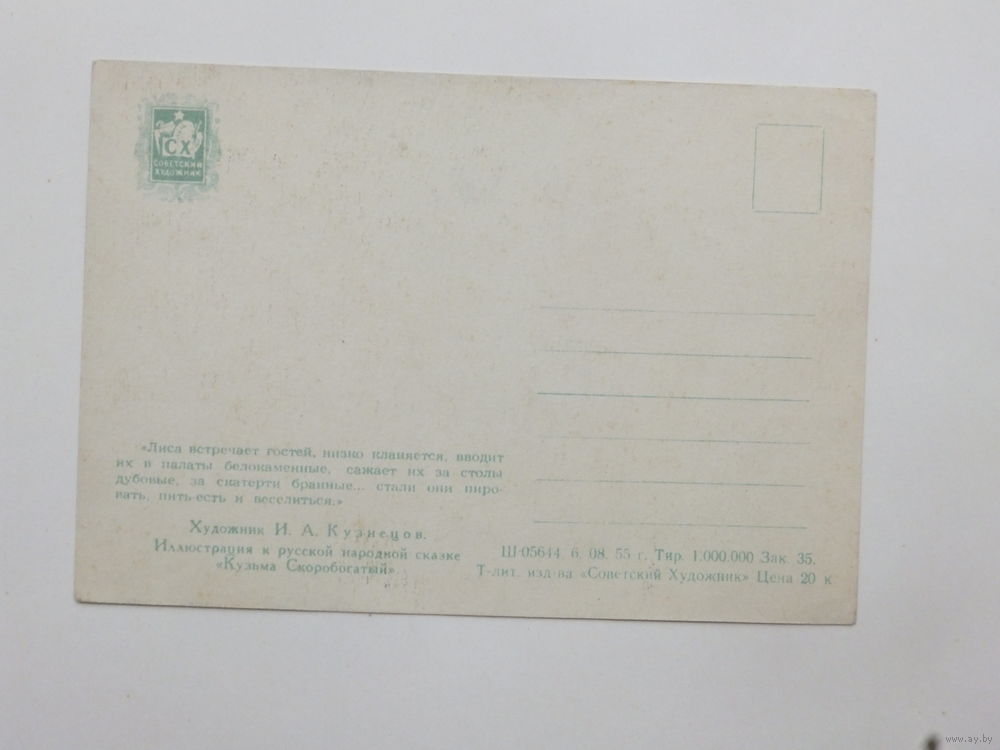 СХ
СОВЕТСКИЙ
ХУДОЖНИК
«Лиса встречает гостей, низко кланяется, вводит
их в палаты белокаменные, сажает их за столы
дубовые, за скатерти бранные... стали они пиро-
вать, пить-есть и веселиться.»
Художник И. А. Кузнецов.
Иллюстрация к русской народной сказке
«Кузьма Скоробогатый».
Ш-05644 6. 08. 55 г. Тир. 1.000.000 Зак. 35.
Т-лит. изд-ва «Советский Художник» Цена 20 к
www.ay.by